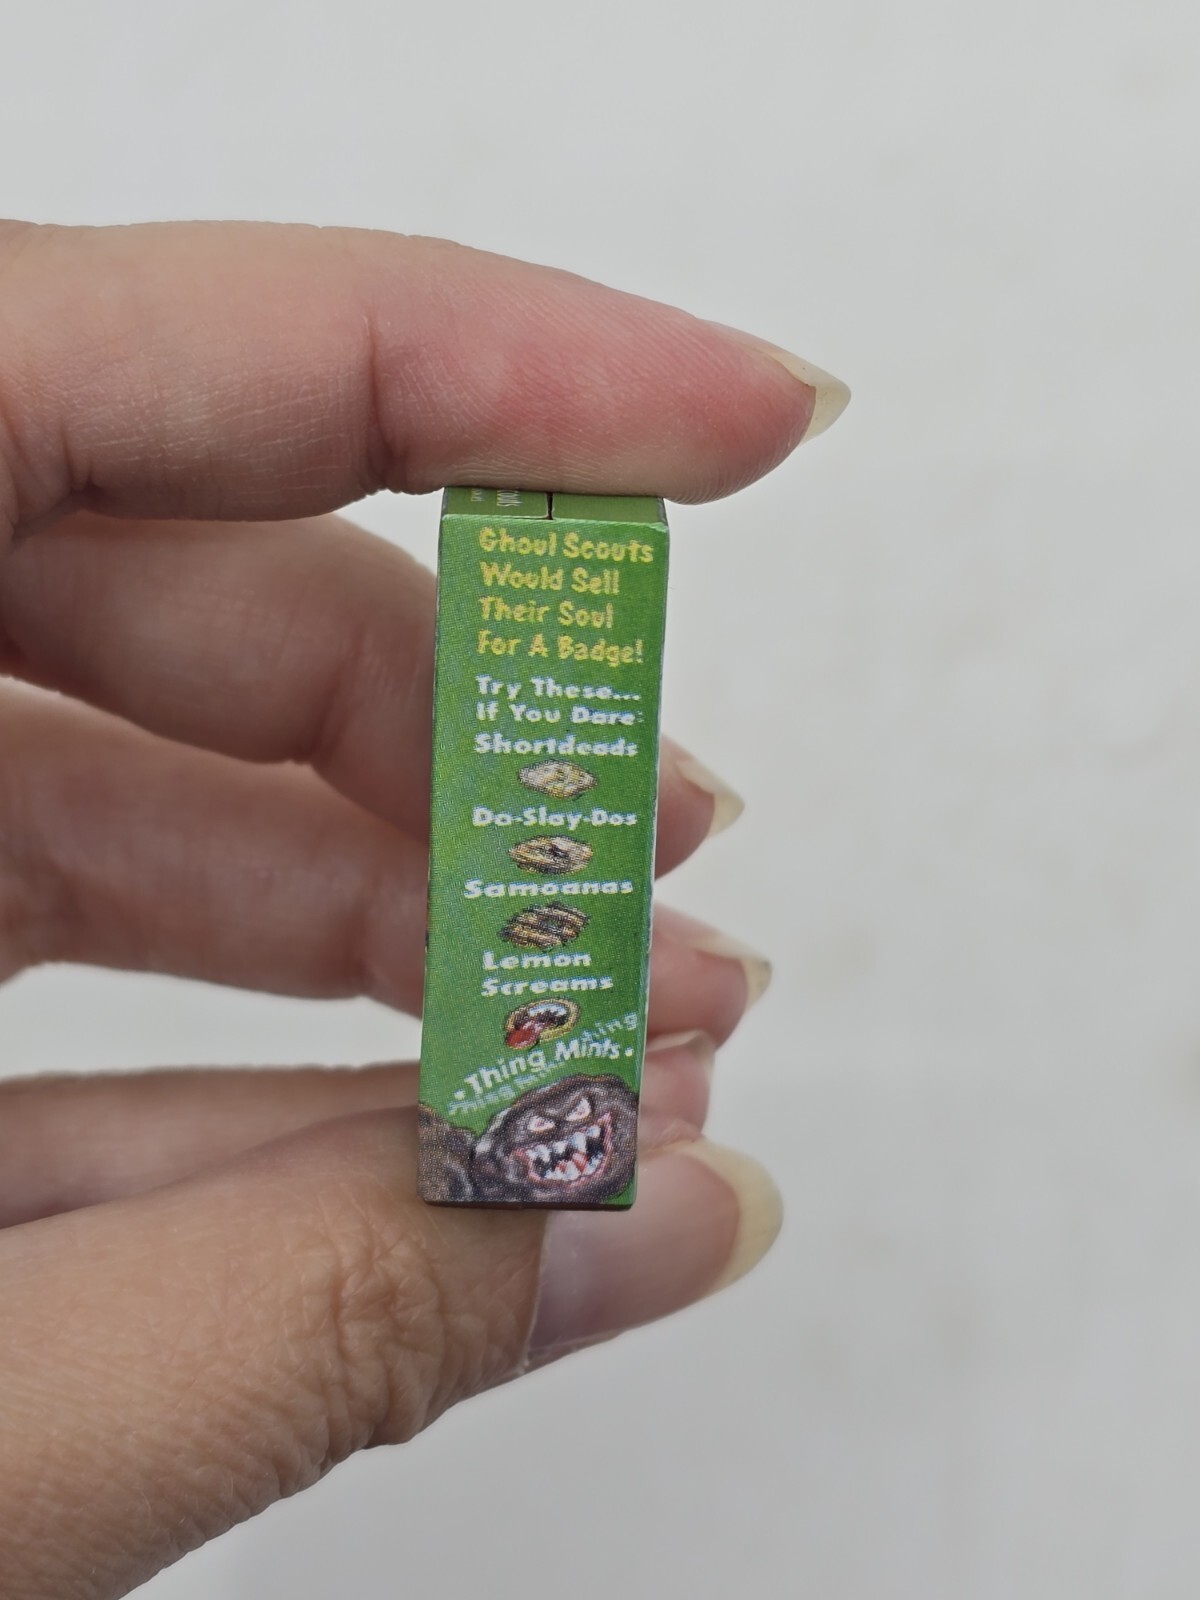 Ghoul Scouts
Would Sell
Their Soul
For A Badge!
Try These...
If You Dare:
Shortdeads
Do-Slay-Dos
Samoanas
Lemon
Screams
• Thing Mints •